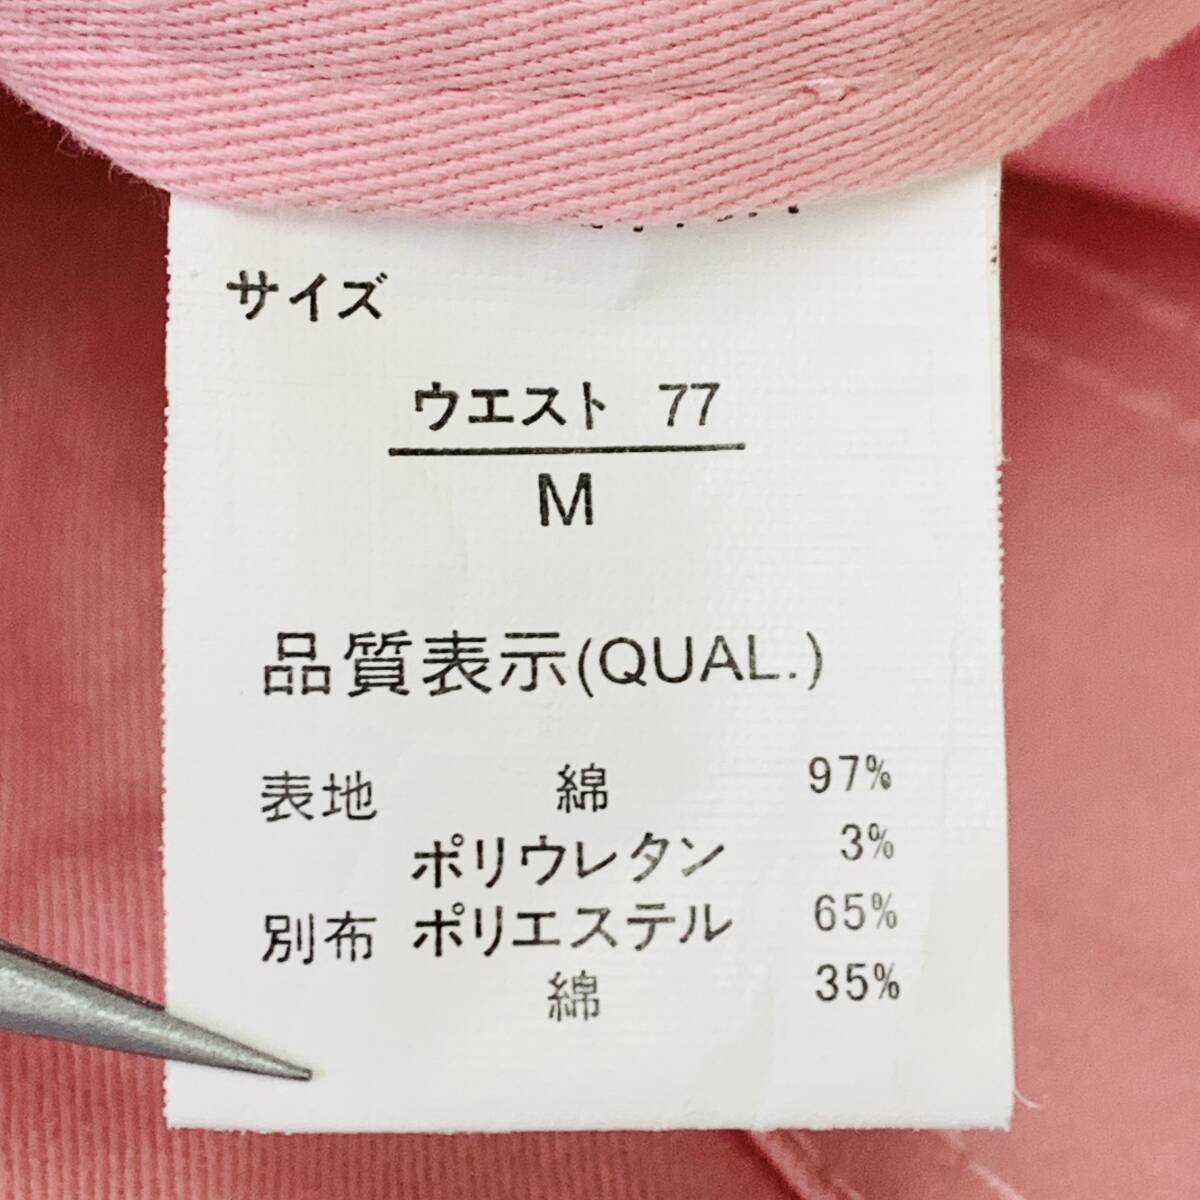 サイズ
ウエスト 77
M
品質表示(QUAL.)
表地 綿 97%
ポリウレタン 3%
別布 ポリエステル 65%
綿 35%